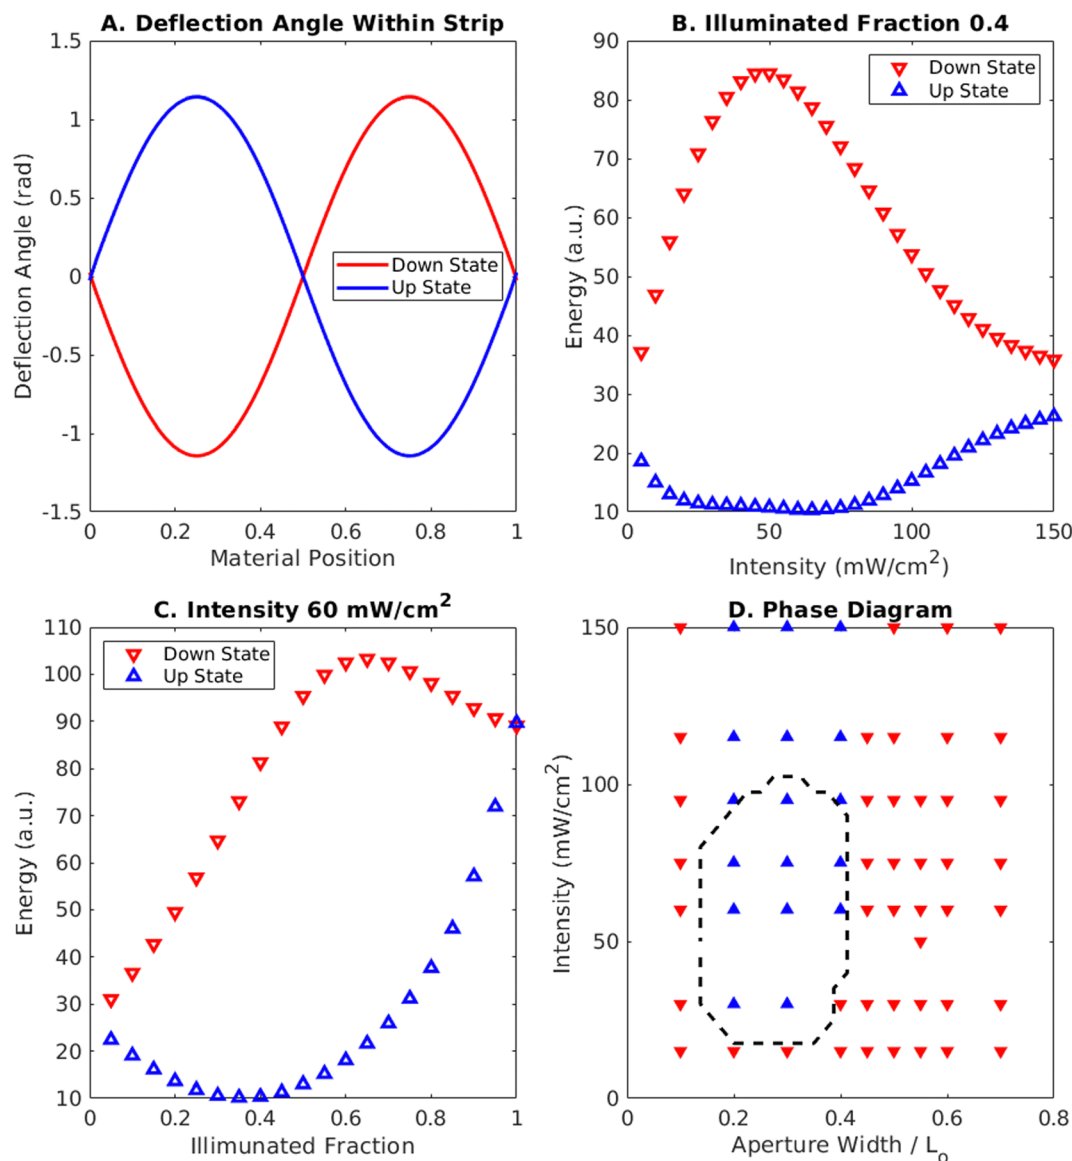 A. Deflection Angle Within Strip
1.5
1
0.5
0
-0.5
-1
-1.5
Deflection Angle (rad)
Down State
Up State
0 0.2 0.4 0.6 0.8 1
Material Position
B. Illuminated Fraction 0.4
90
80
70
60
50
40
30
20
10
Energy (a.u.)
Down State
Up State
0 50 100 150
Intensity (mW/cm²)
C. Intensity 60 mW/cm²
110
100
90
80
70
60
50
40
30
20
10
Energy (a.u.)
Down State
Up State
0 0.2 0.4 0.6 0.8 1
Illimunated Fraction
D. Phase Diagram
150
100
50
0
Intensity (mW/cm²)
0 0.2 0.4 0.6 0.8
Aperture Width / Lₒ